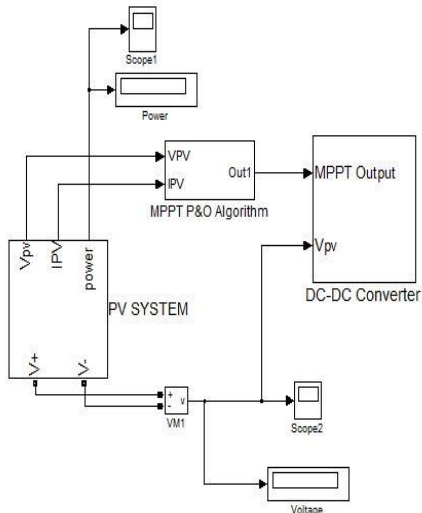 Scope1
Power
VPV
IPV
Out1
MPPT P&O Algorithm
MPPT Output
Vpv
DC-DC Converter
Vpv
IPV
power
PV SYSTEM
V+
V-
+
-
v
VM1
Scope2
Voltage